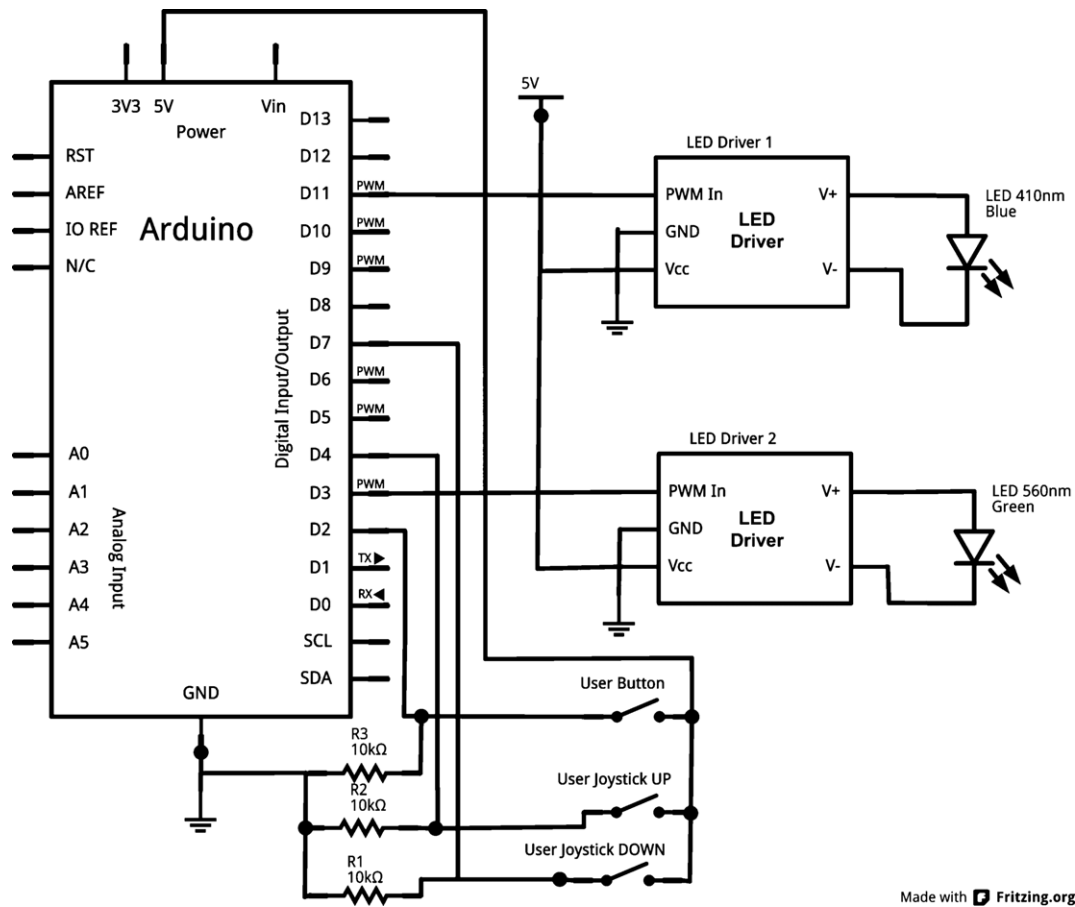 3V3
5V
Vin
Power
Arduino
RST
AREF
IO REF
N/C
A0
A1
A2
A3
A4
A5
Analog Input
GND
Digital Input/Output
D13
D12
D11
PWM
D10
PWM
D9
PWM
D8
D7
D6
PWM
D5
PWM
D4
D3
PWM
D2
D1
TX
D0
RX
SCL
SDA
5V
LED Driver 1
PWM In
GND
Vcc
LED
Driver
V+
V-
LED 410nm
Blue
LED Driver 2
PWM In
GND
Vcc
LED
Driver
V+
V-
LED 560nm
Green
User Button
User Joystick UP
User Joystick DOWN
R3
10kΩ
R2
10kΩ
R1
10kΩ
Made with Fritzing.org